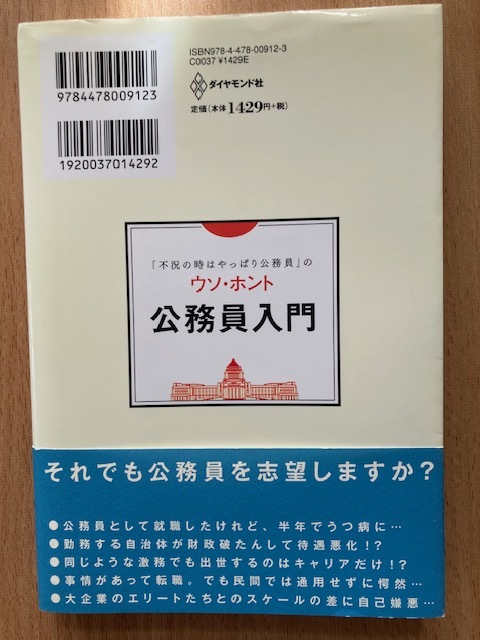 ISBN978-4-478-00912-3
C0037 ¥1429E
ダイヤモンド社
定価(本体1429円+税)
9784478009123
1920037014292
「不況の時はやっぱり公務員」の
ウソ・ホント
公務員入門
それでも公務員を志望しますか?
●公務員として就職したけれど、半年でうつ病に…
●勤務する自治体が財政破たんして待遇悪化!?
●同じような激務でも出世するのはキャリアだけ!?
●事情があって転職。でも民間では通用せずに愕然…
●大企業のエリートたちとのスケールの差に自己嫌悪…